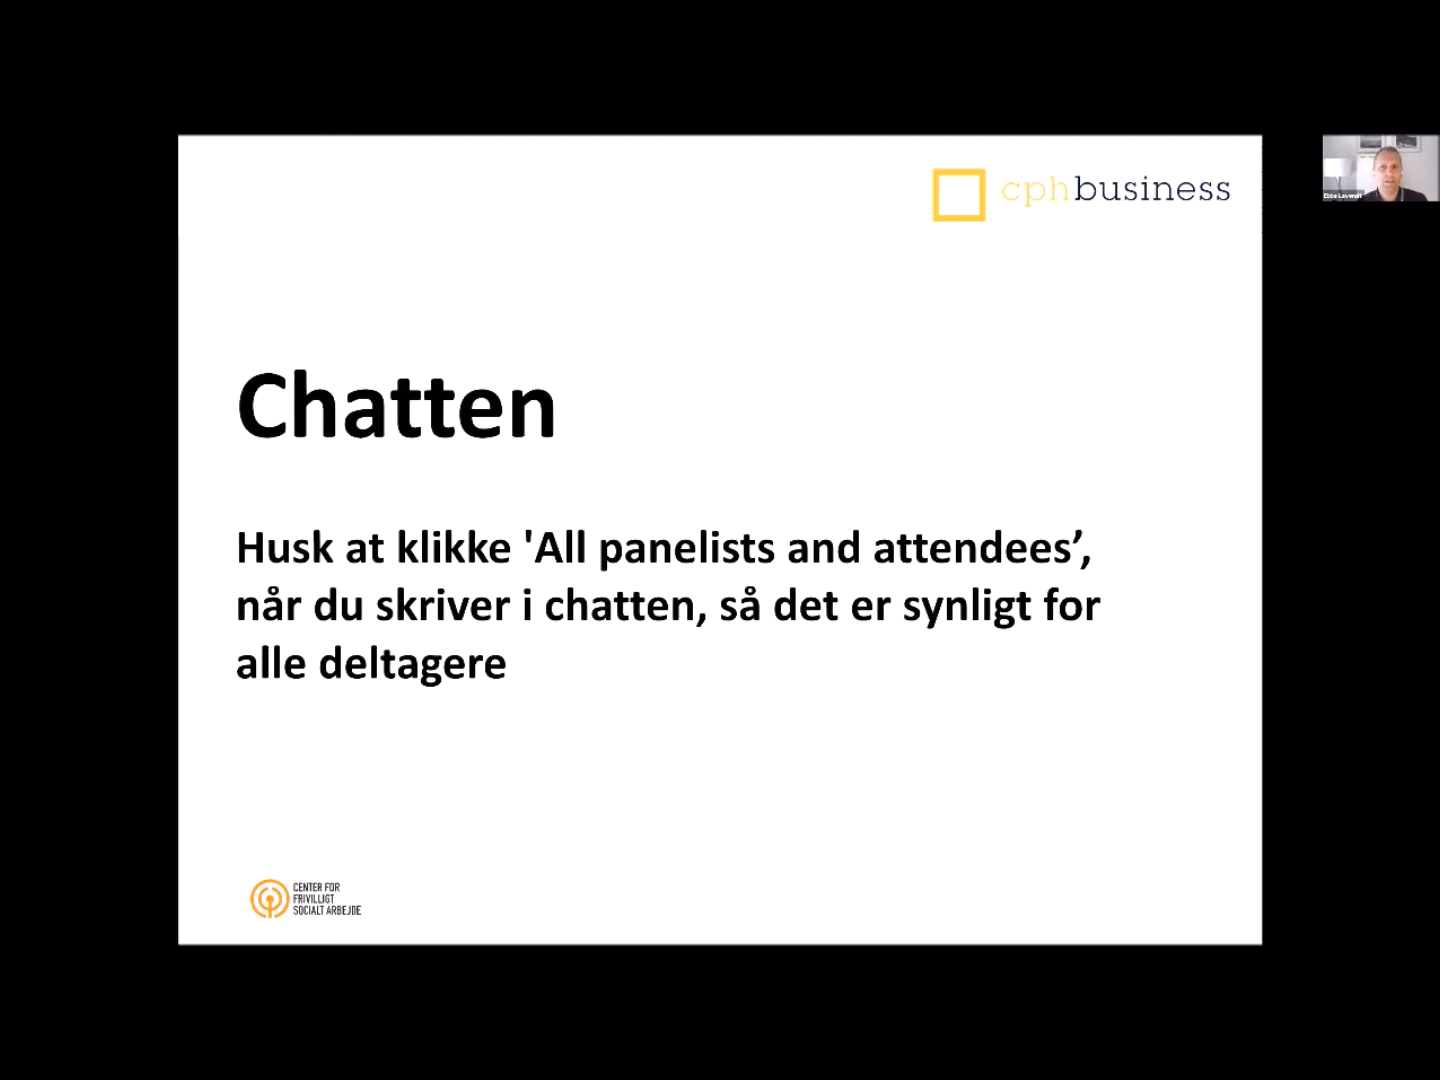 cphbusiness
Chatten
Husk at klikke 'All panelists and attendees’,
når du skriver i chatten, så det er synligt for
alle deltagere
CENTER FOR
FRIVILLIGT
SOCIALT ARBEJDE